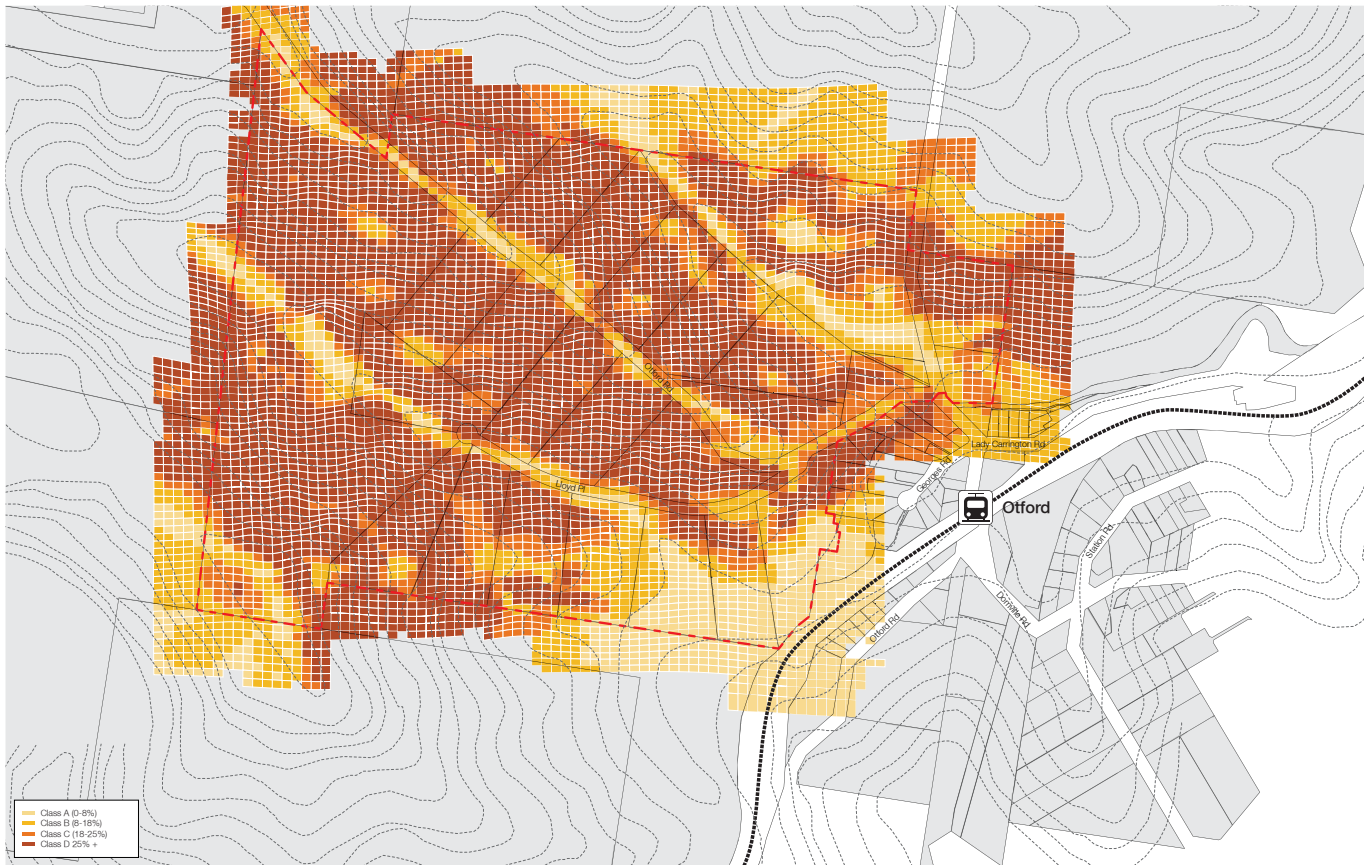 Otford Rd
Lady Carrington Rd
Georges Rd
Lloyd Pl
Otford
Station Rd
Domville Rd
Otford Rd
Class A (0-8%)
Class B (8-18%)
Class C (18-25%)
Class D 25% +